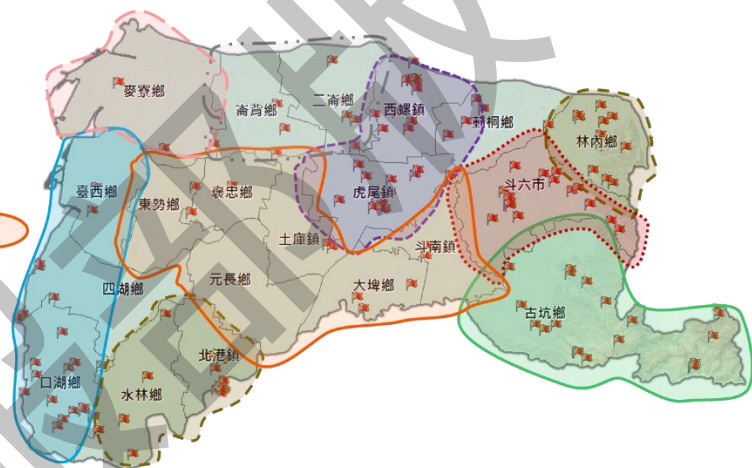 麥寮鄉
崙背鄉
二崙鄉
西螺鎮
莿桐鄉
林內鄉
臺西鄉
東勢鄉
褒忠鄉
虎尾鎮
斗六市
土庫鎮
斗南鎮
四湖鄉
元長鄉
大埤鄉
古坑鄉
北港鎮
口湖鄉
水林鄉